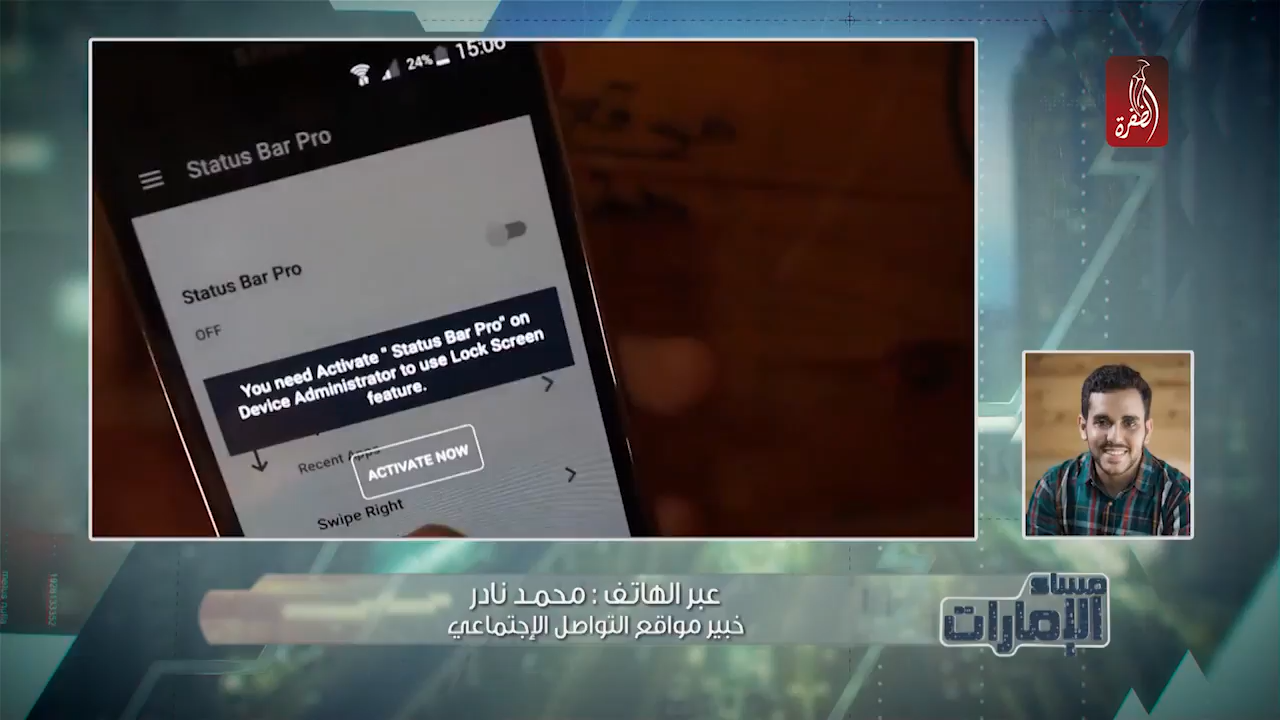 24% 15:06
Status Bar Pro
Status Bar Pro
OFF
You need Activate " Status Bar Pro" on
Device Administrator to use Lock Screen
feature.
Recent Apps
ACTIVATE NOW
Swipe Right
الظفرة
عبر الهاتف : محمد نادر
خبير مواقع التواصل الإجتماعي
مساء
الإمارات